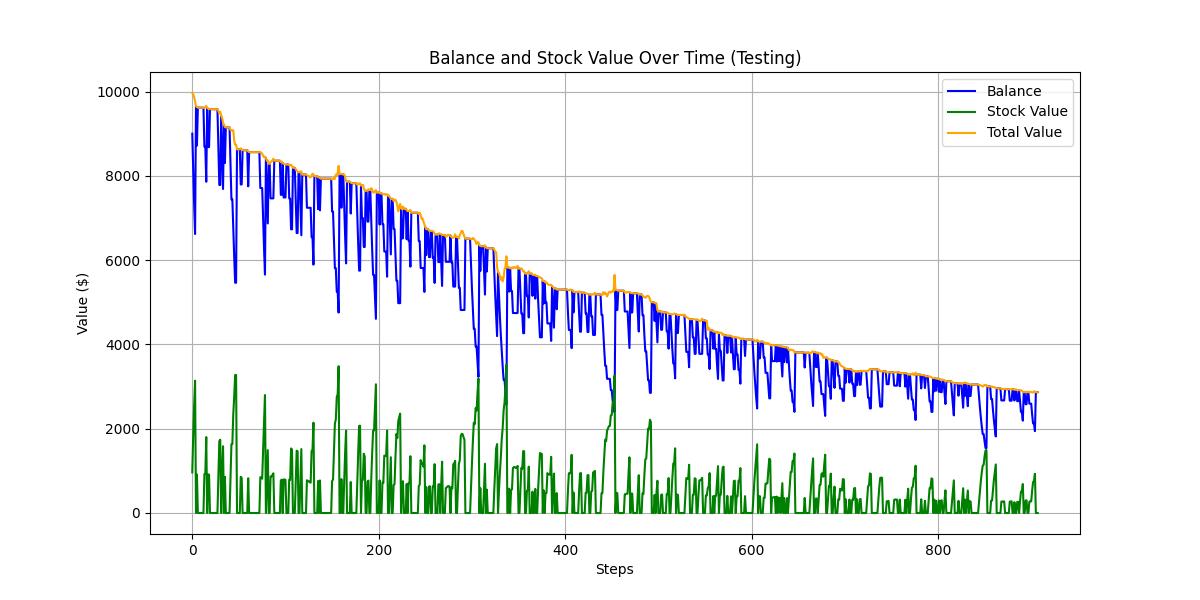 Balance and Stock Value Over Time (Testing)
Balance
Stock Value
Total Value
Value ($)
10000
8000
6000
4000
2000
0
0 200 400 600 800
Steps